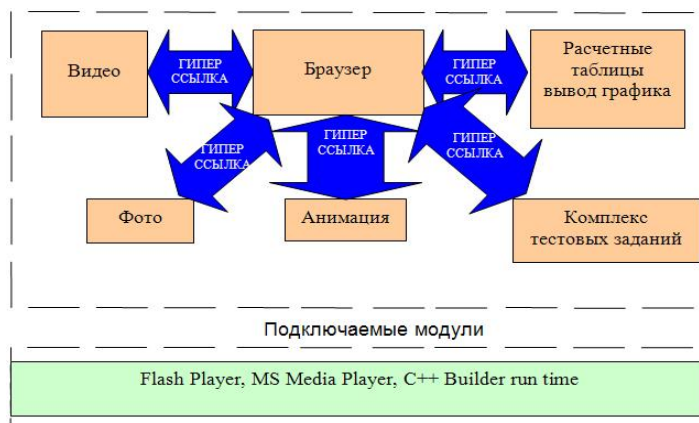 Видео
ГИПЕР
ССЫЛКА
Браузер
ГИПЕР
ССЫЛКА
Расчетные
таблицы
вывод графика
ГИПЕР
ССЫЛКА
ГИПЕР
ССЫЛКА
ГИПЕР
ССЫЛКА
Фото
Анимация
Комплекс
тестовых заданий
Подключаемые модули
Flash Player, MS Media Player, C++ Builder run time